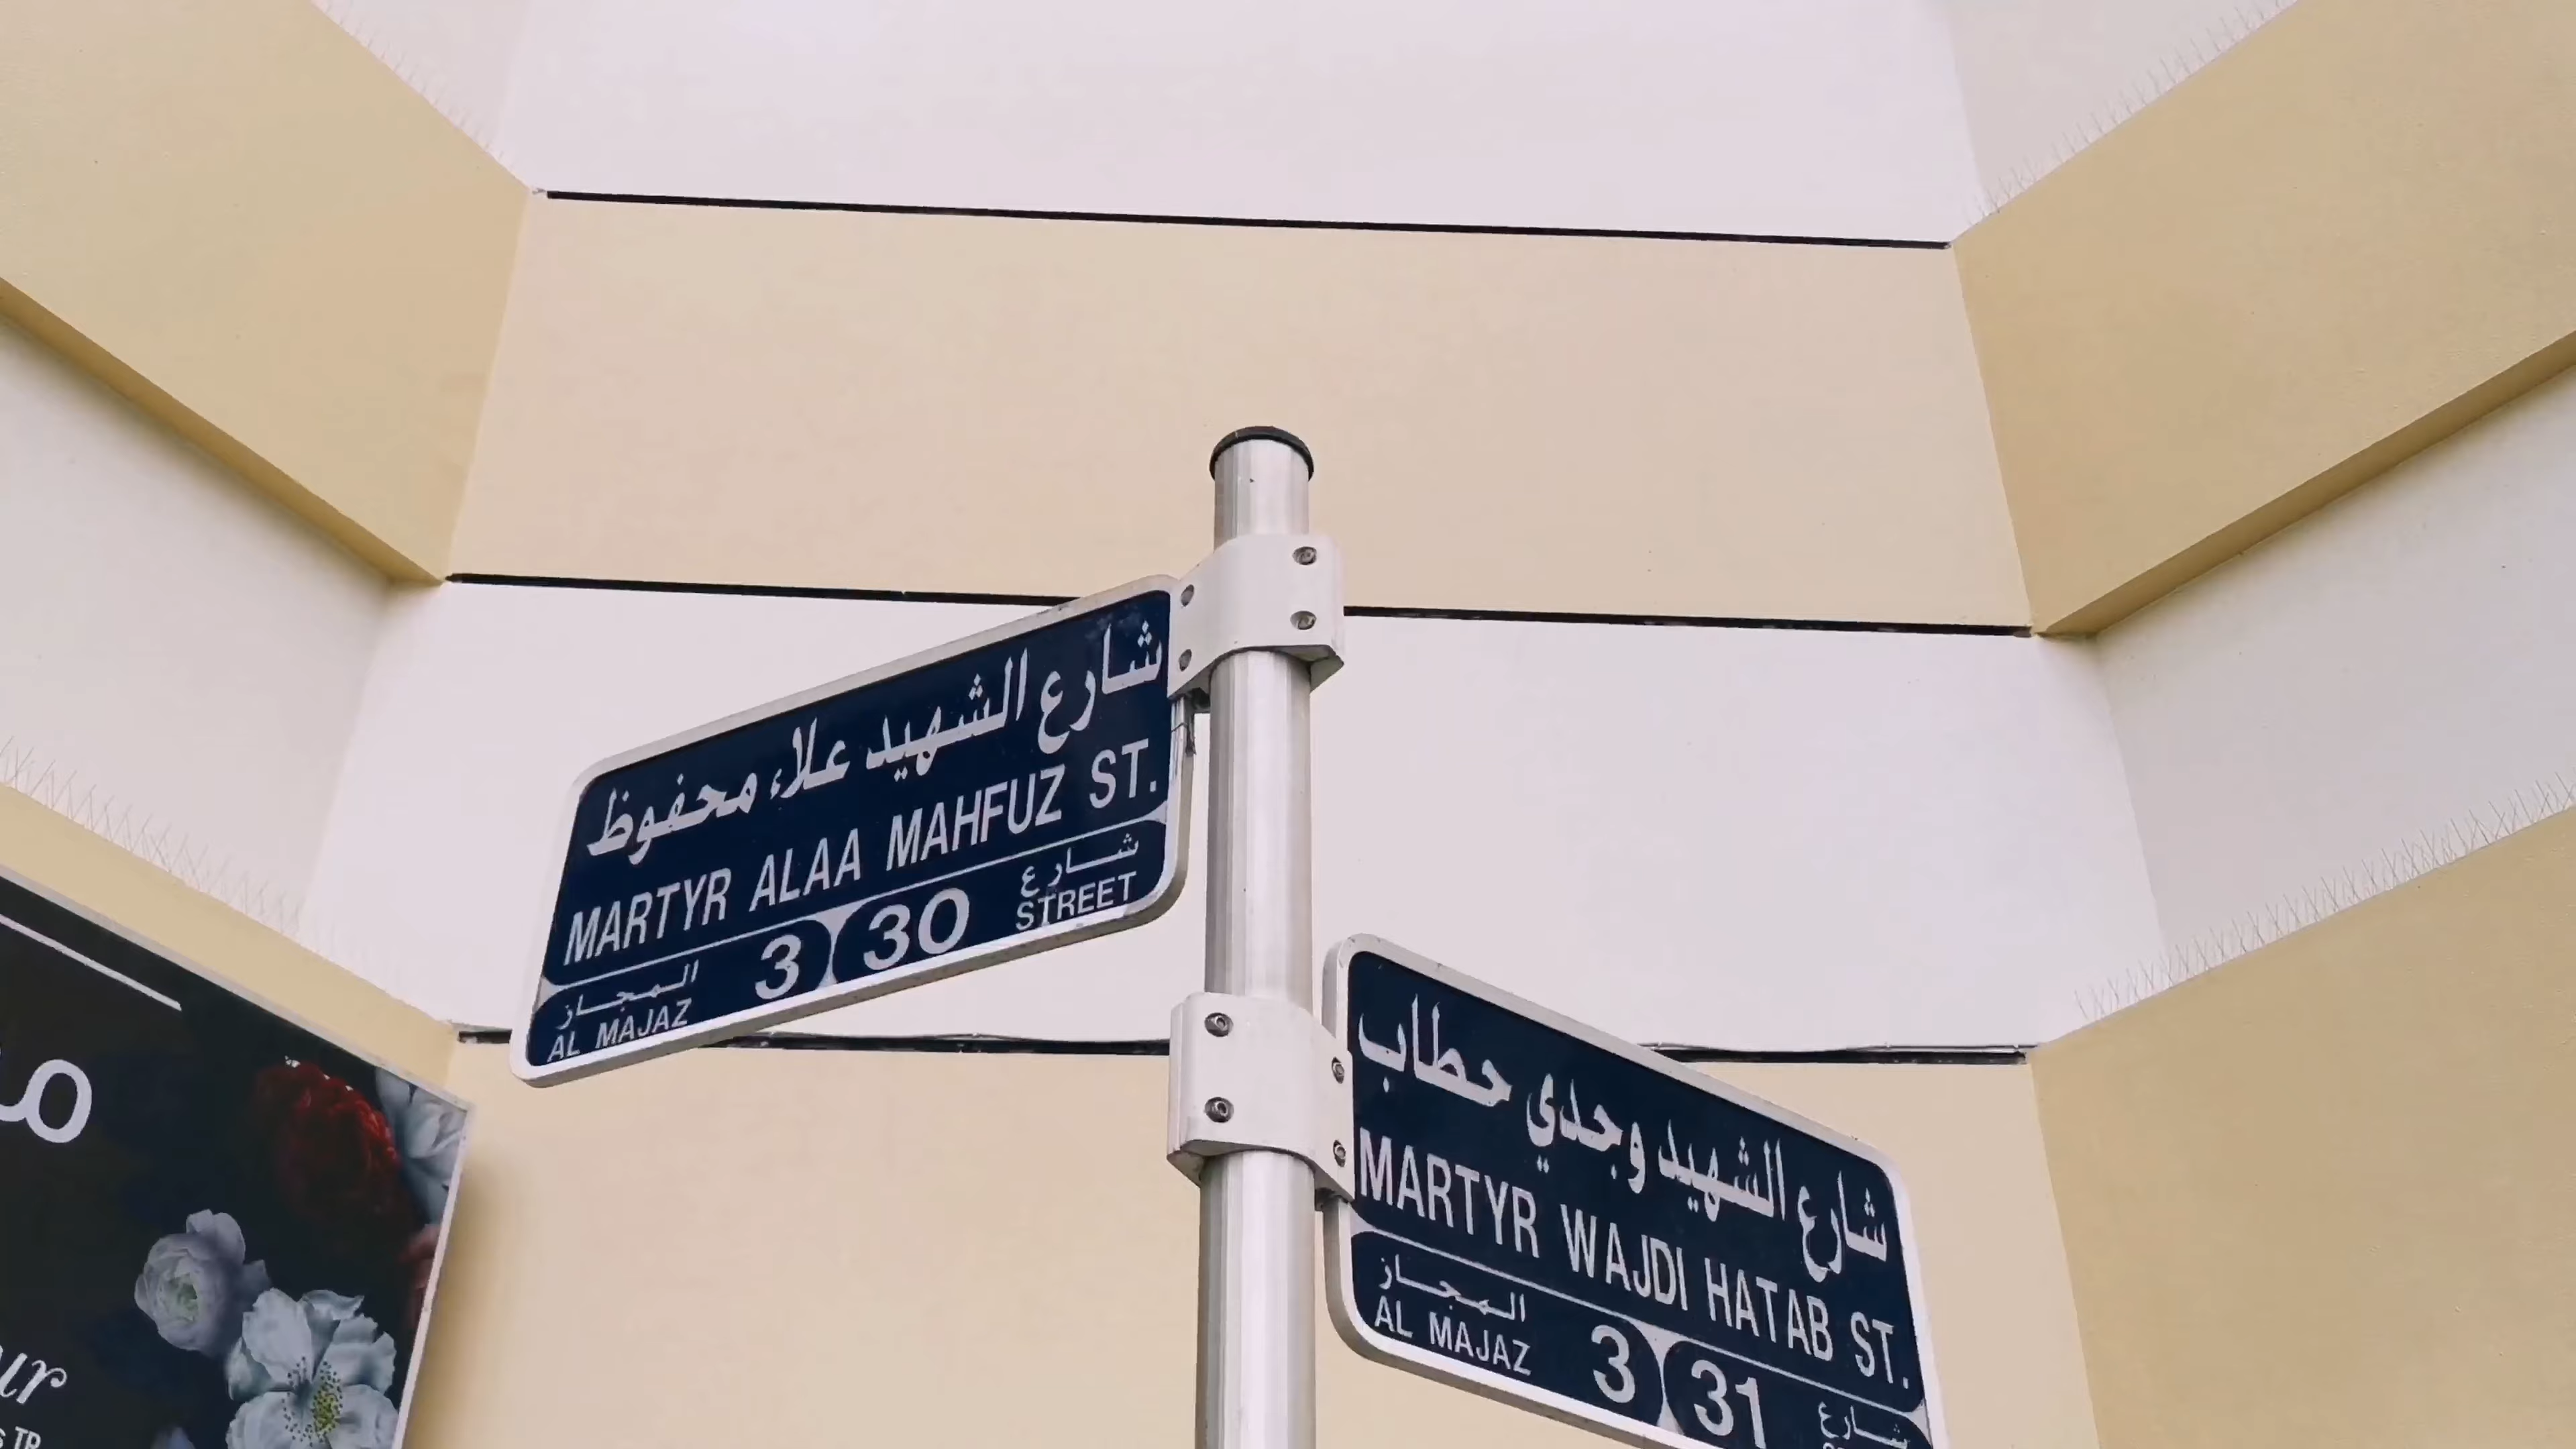 شارع الشهيد علاء محفوظ
MARTYR ALAA MAHFUZ ST.
المجاز
AL MAJAZ
3
30
شارع
STREET
شارع الشهيد وجدي حطاب
MARTYR WAJDI HATAB ST.
المجاز
AL MAJAZ
3
31
شارع